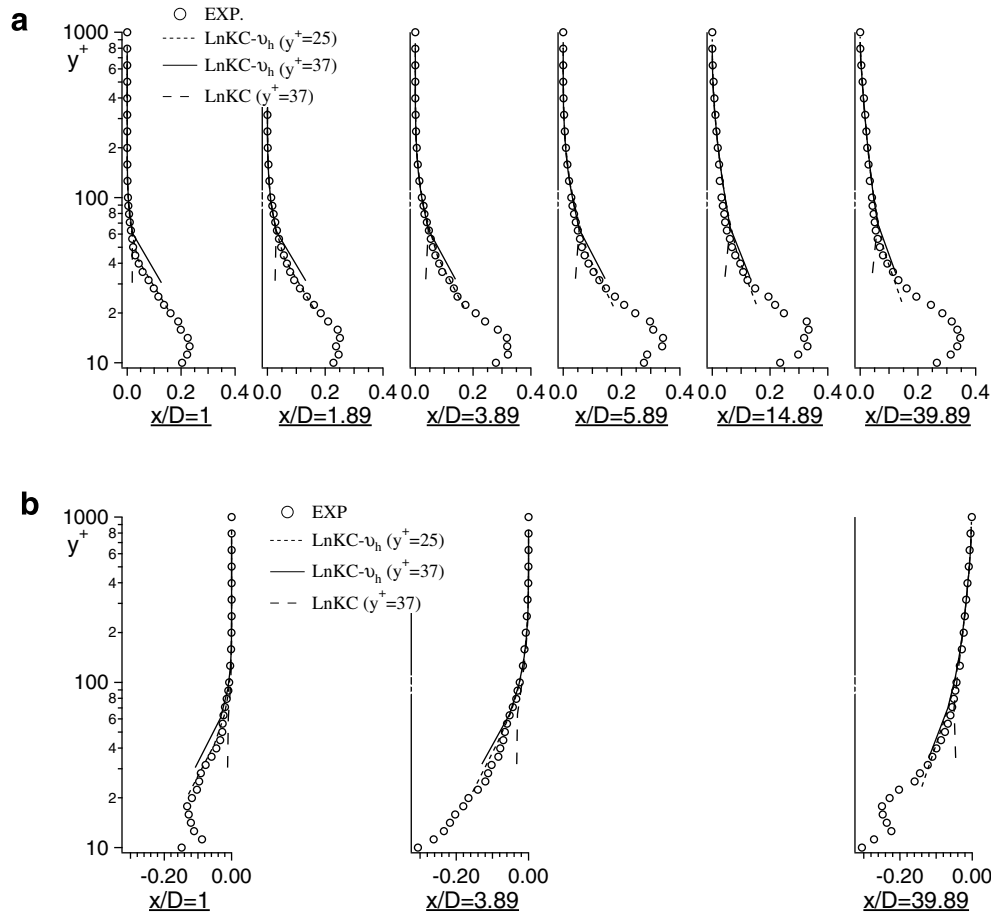 a
EXP.
LnKC-υh (y+=25)
LnKC-υh (y+=37)
LnKC (y+=37)
1000
8
6
4
2
100
8
6
4
2
10
y+
0.0 0.2 0.4
0.0 0.2 0.4
0.0 0.2 0.4
0.0 0.2 0.4
0.0 0.2 0.4
0.0 0.2 0.4
x/D=1
x/D=1.89
x/D=3.89
x/D=5.89
x/D=14.89
x/D=39.89
b
EXP
LnKC-υh (y+=25)
LnKC-υh (y+=37)
LnKC (y+=37)
1000
8
6
4
2
100
8
6
4
2
10
y+
-0.20 0.00
-0.20 0.00
-0.20 0.00
x/D=1
x/D=3.89
x/D=39.89